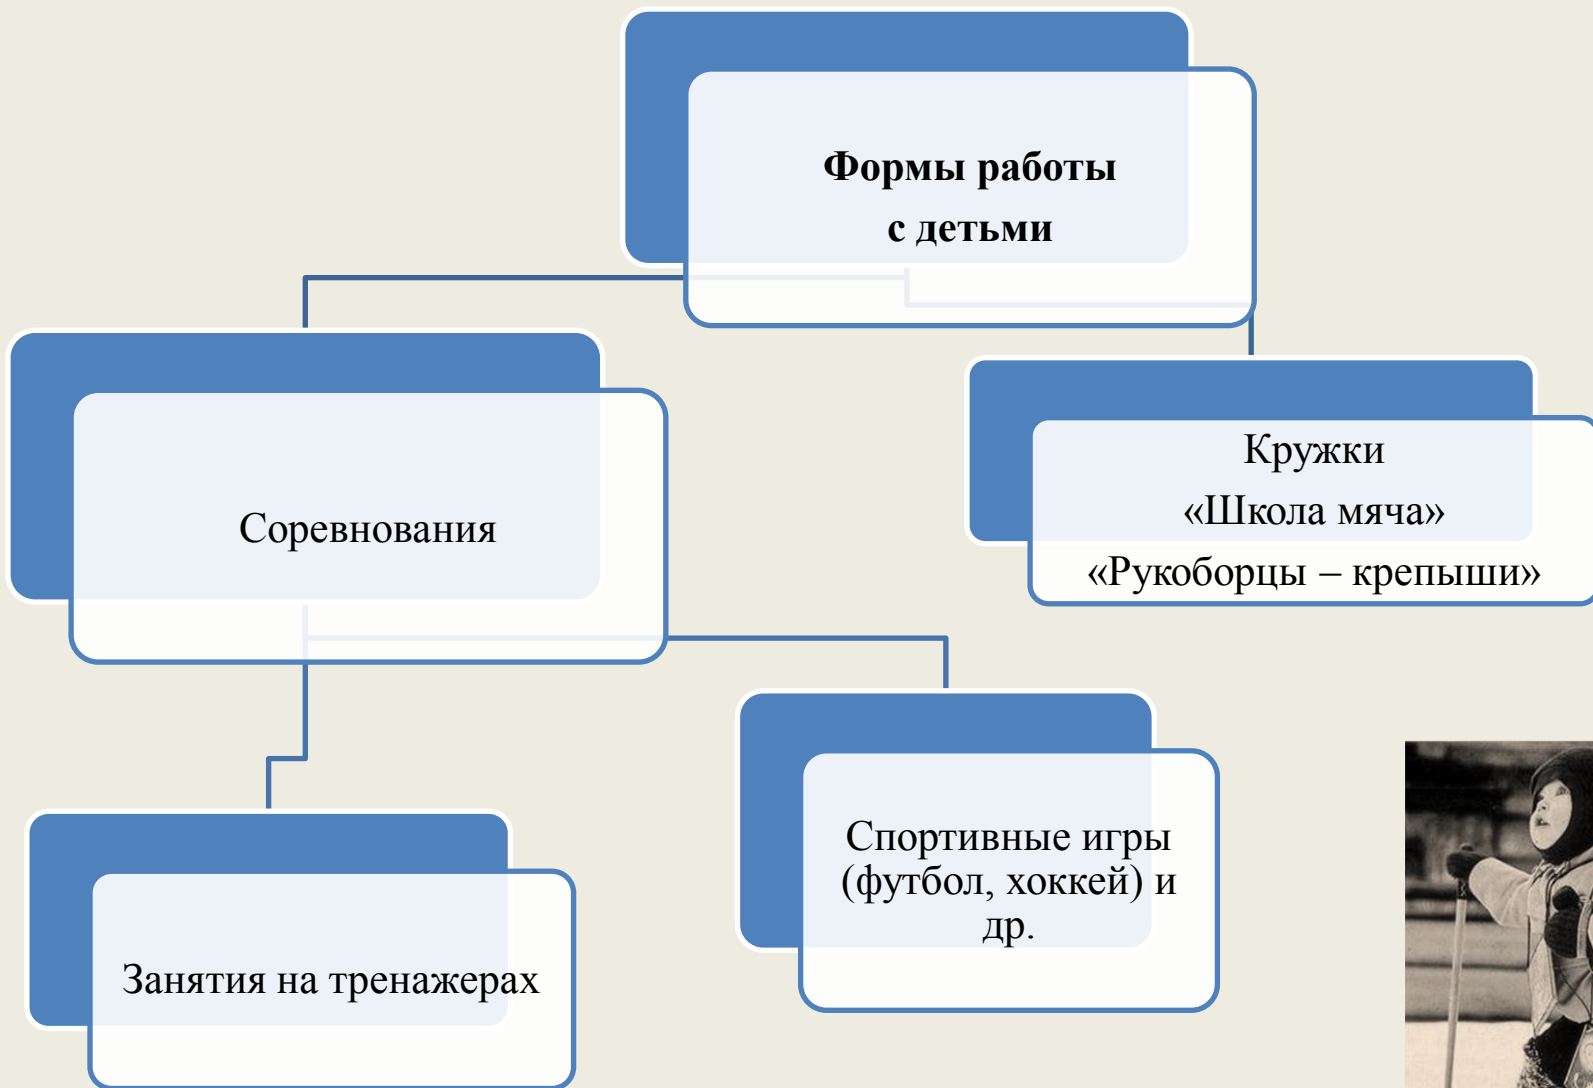 Формы работы
с детьми
Соревнования
Кружки
«Школа мяча»
«Рукоборцы – крепыши»
Занятия на тренажерах
Спортивные игры
(футбол, хоккей) и
др.